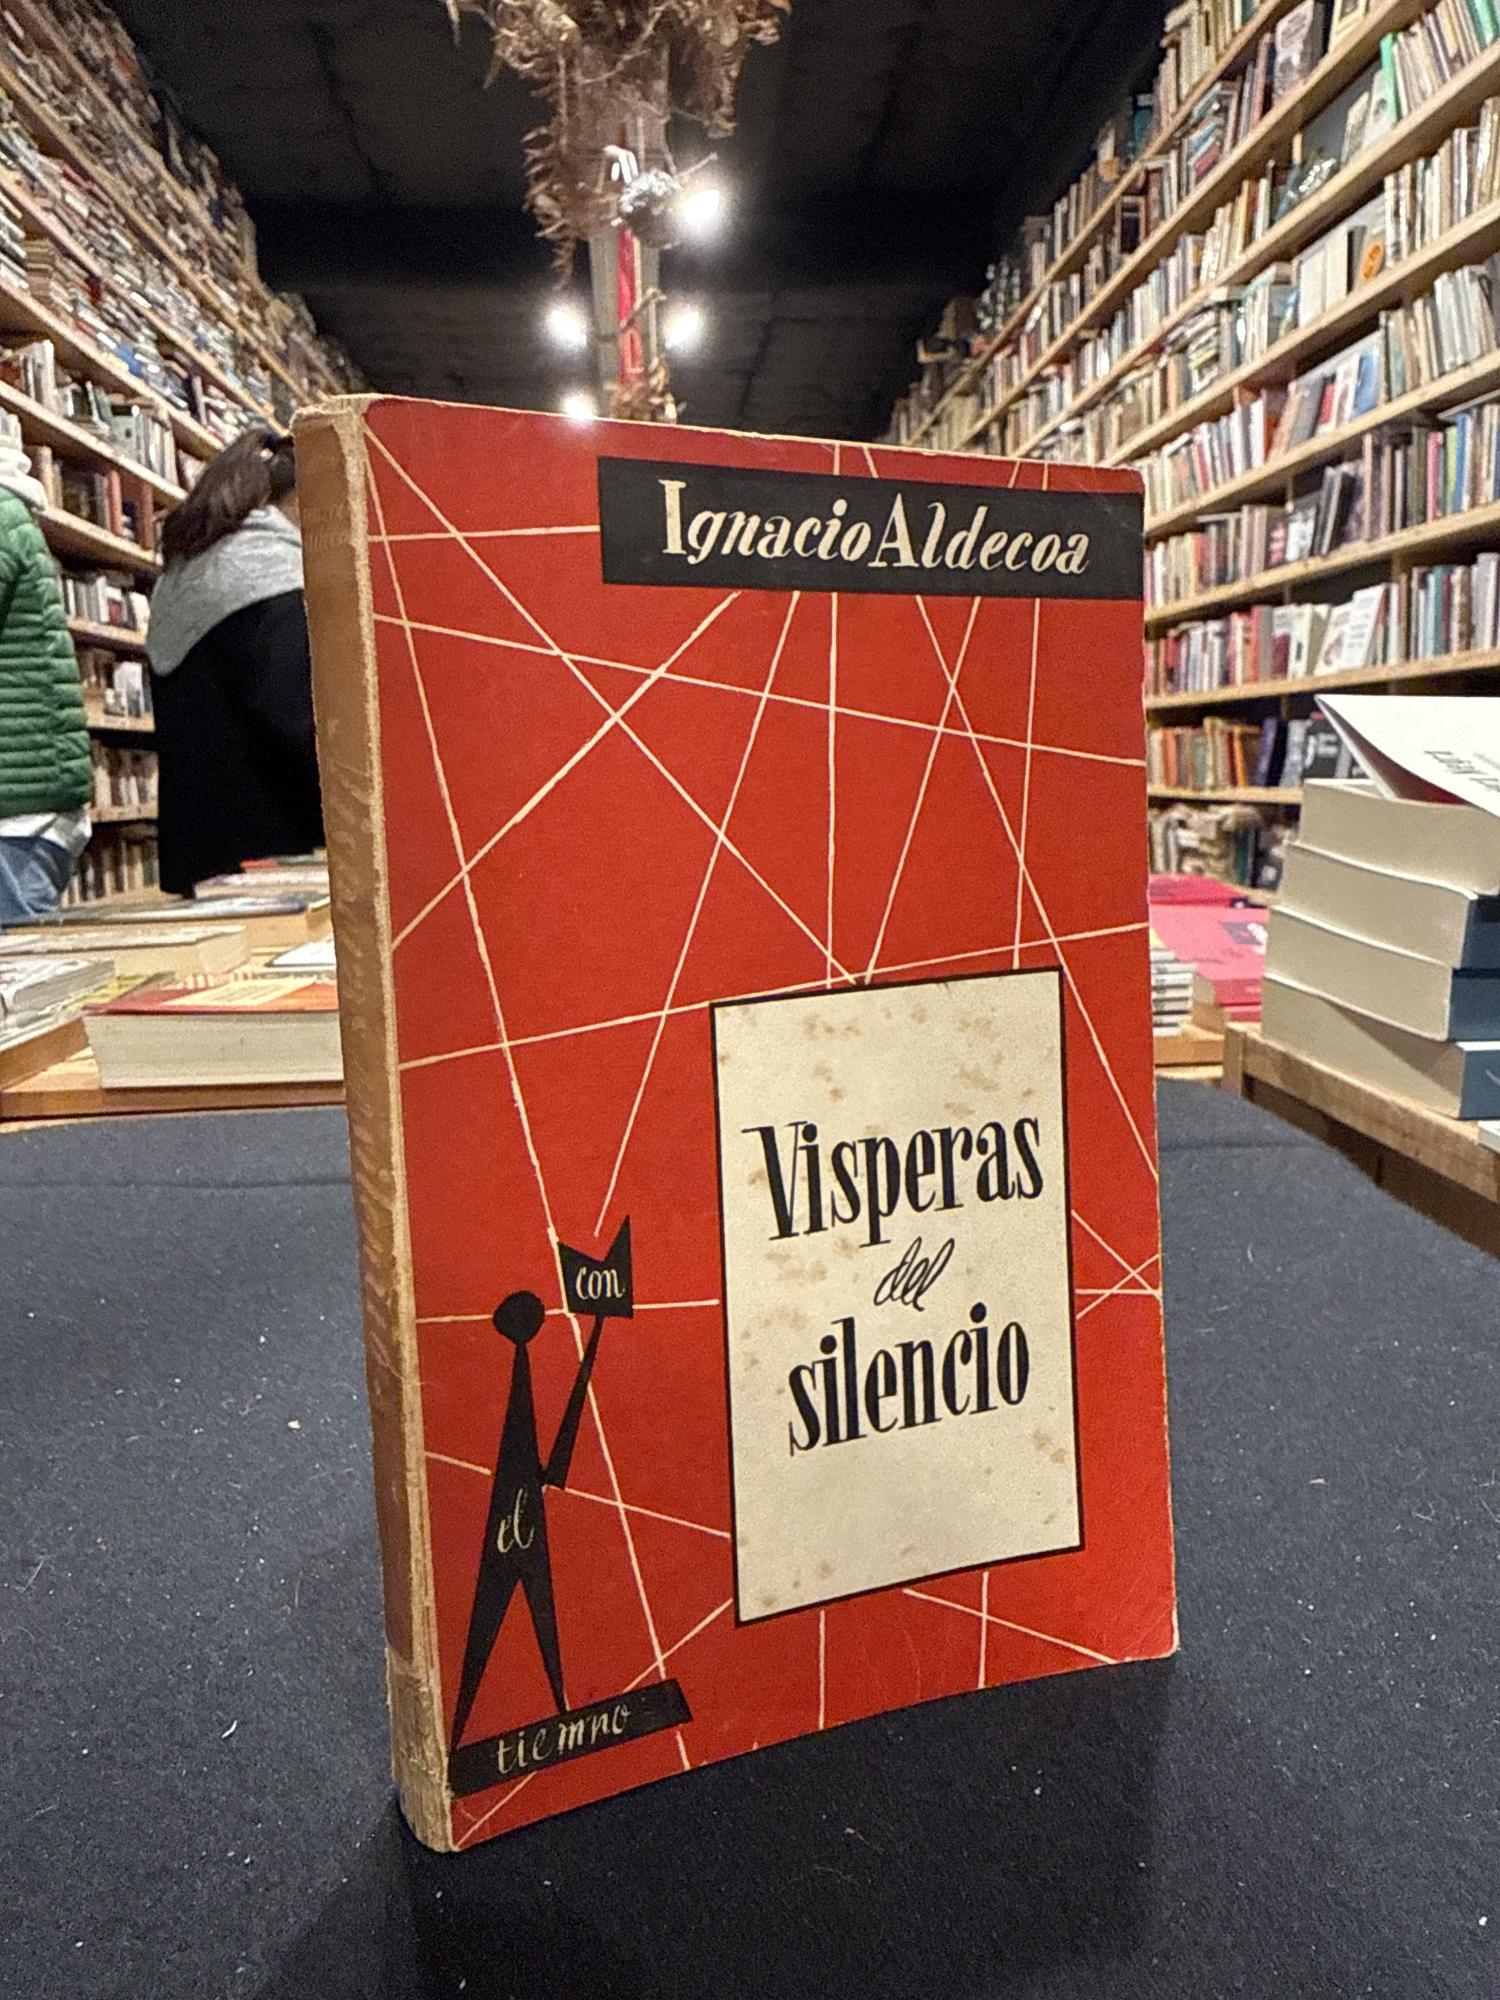 Ignacio Aldecoa
Visperas
del
silencio
con
el
tiempo